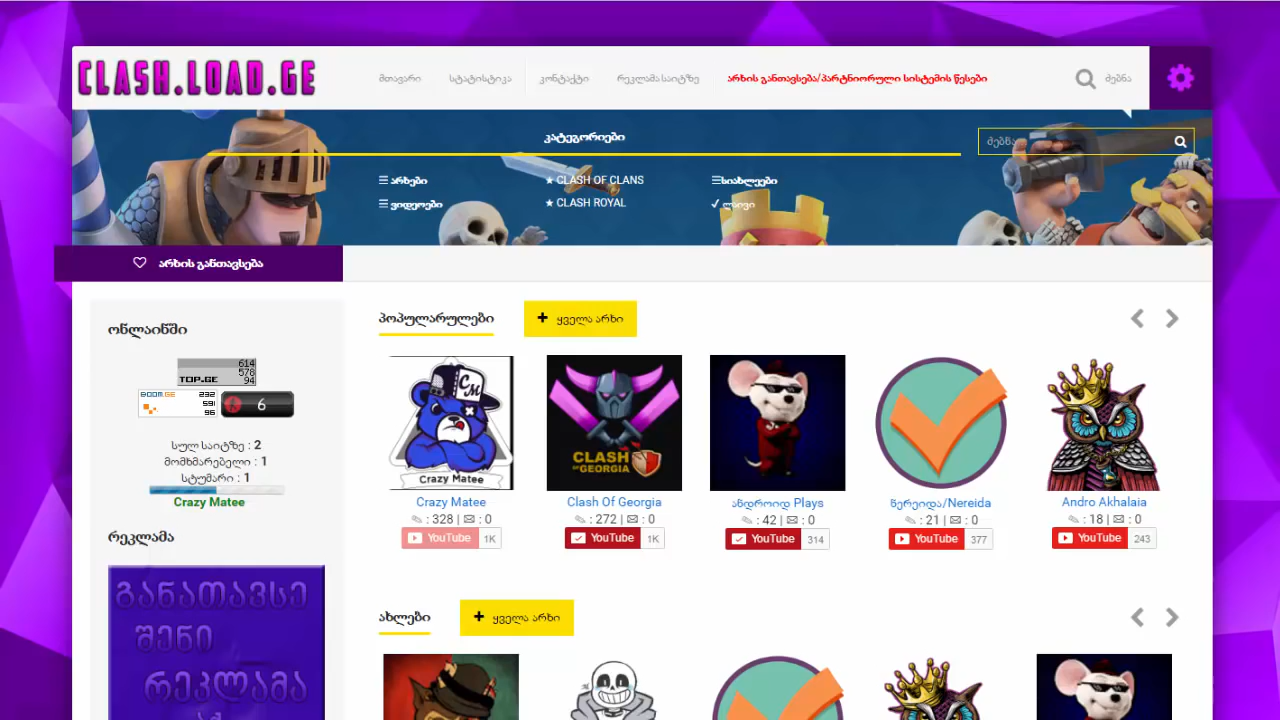 CLASH.LOAD.GE
მთავარი
სტატისტიკა
კონტაქტი
რეკლამა საიტზე
არხის განთავსება/პარტნიორული სისტემის წესები
ძებნა
კატეგორიები
ძებნა
☰ არხები
★ CLASH OF CLANS
☰სიახლეები
☰ ვიდეოები
★ CLASH ROYAL
✓ ლაივი
არხის განთავსება
ონლაინში
614
578
TOP.GE 94
BOOM.GE 232
591
96
6
სულ საიტზე : 2
მომხმარებელი : 1
სტუმარი : 1
Crazy Matee
რეკლამა
განათავსე
შენი
რეკლამა
აქ
პოპულარულები
+ ყველა არხი
Crazy Matee
CLASH
OF GEORGIA
Crazy Matee
Clash Of Georgia
ანდროიდ Plays
ნერეიდა/Nereida
Andro Akhalaia
: 328 | : 0
: 272 | : 0
: 42 | : 0
: 21 | : 0
: 18 | : 0
YouTube 1K
YouTube 1K
YouTube 314
YouTube 377
YouTube 243
ახლები
+ ყველა არხი